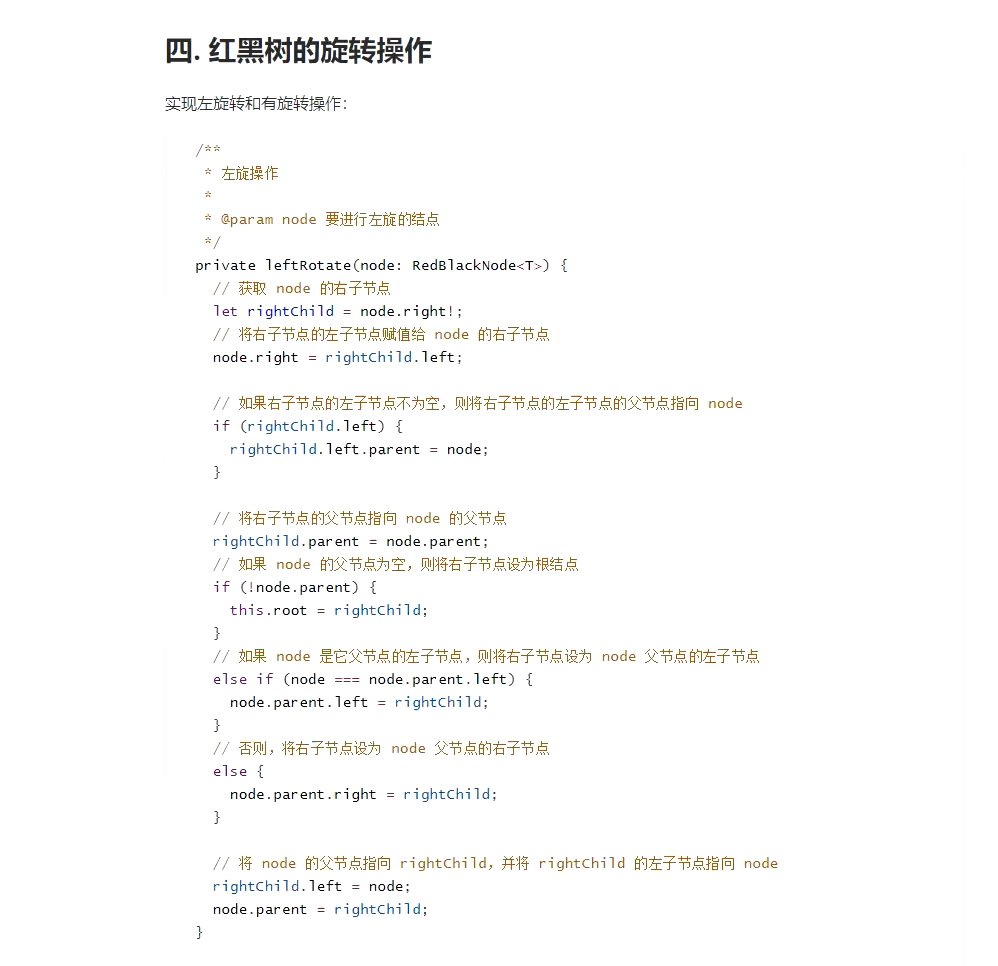 四. 红黑树的旋转操作
实现左旋转和有旋转操作：
/**
 * 左旋操作
 *
 * @param node 要进行左旋的结点
 */
private leftRotate(node: RedBlackNode<T>) {
  // 获取 node 的右子节点
  let rightChild = node.right!;
  // 将右子节点的左子节点赋值给 node 的右子节点
  node.right = rightChild.left;

  // 如果右子节点的左子节点不为空，则将右子节点的左子节点的父节点指向 node
  if (rightChild.left) {
    rightChild.left.parent = node;
  }

  // 将右子节点的父节点指向 node 的父节点
  rightChild.parent = node.parent;
  // 如果 node 的父节点为空，则将右子节点设为根结点
  if (!node.parent) {
    this.root = rightChild;
  }
  // 如果 node 是它父节点的左子节点，则将右子节点设为 node 父节点的左子节点
  else if (node === node.parent.left) {
    node.parent.left = rightChild;
  }
  // 否则，将右子节点设为 node 父节点的右子节点
  else {
    node.parent.right = rightChild;
  }

  // 将 node 的父节点指向 rightChild，并将 rightChild 的左子节点指向 node
  rightChild.left = node;
  node.parent = rightChild;
}